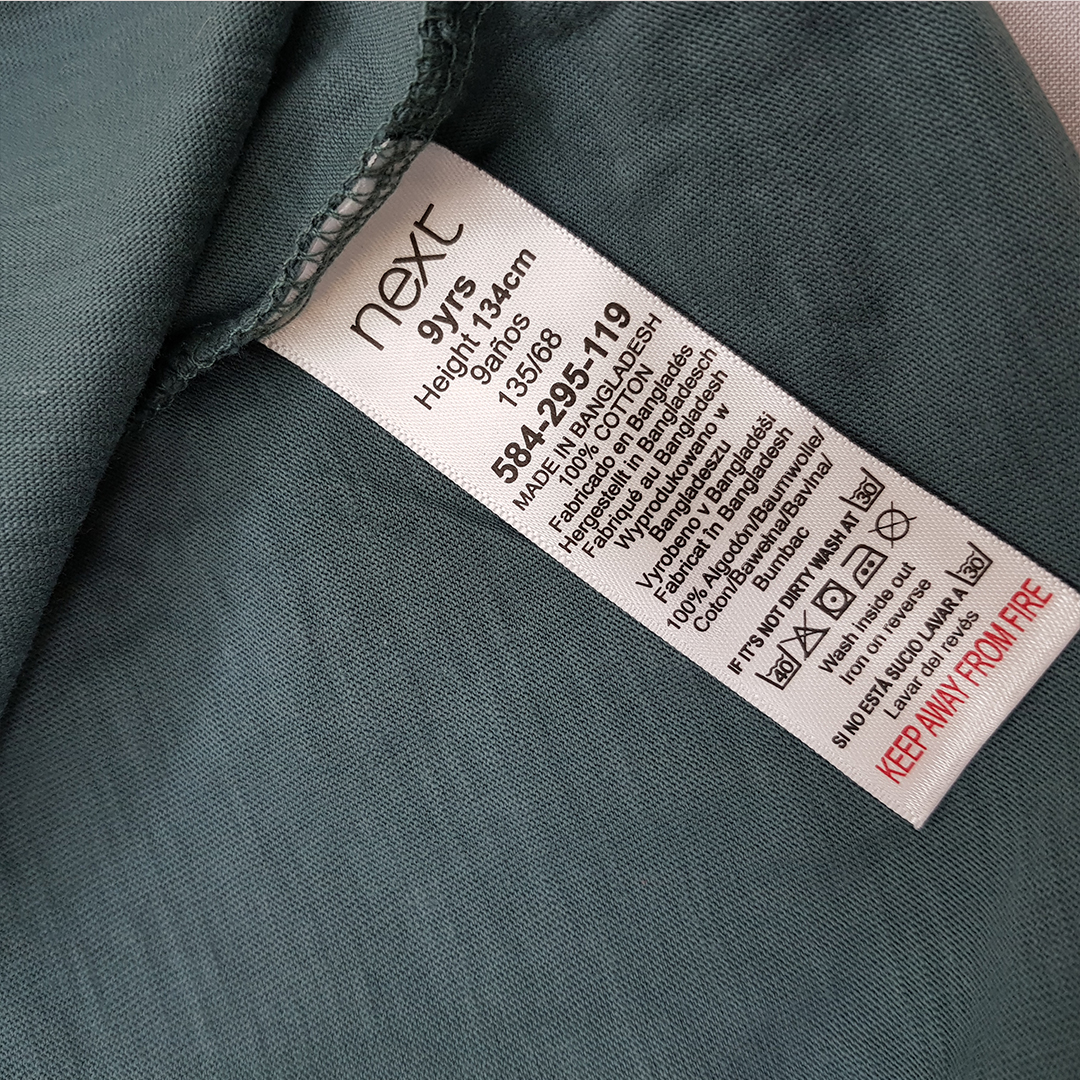 next
9yrs
Height 134cm
9años
135/68
584-295-119
MADE IN BANGLADESH
100% COTTON
Fabricado en Bangladés
Hergestellt in Bangladesch
Fabriqué au Bangladesh
Wyprodukowano w
Bangladeszu
Vyrobeno v Bangladéši
Fabricat în Bangladesh
100% Algodón/Baumwolle/
Coton/Bawełna/Bavlna/
Bumbac
IF IT'S NOT DIRTY WASH AT 30
40
Wash inside out
Iron on reverse
SI NO ESTÁ SUCIO LAVAR A 30
Lavar del revés
KEEP AWAY FROM FIRE